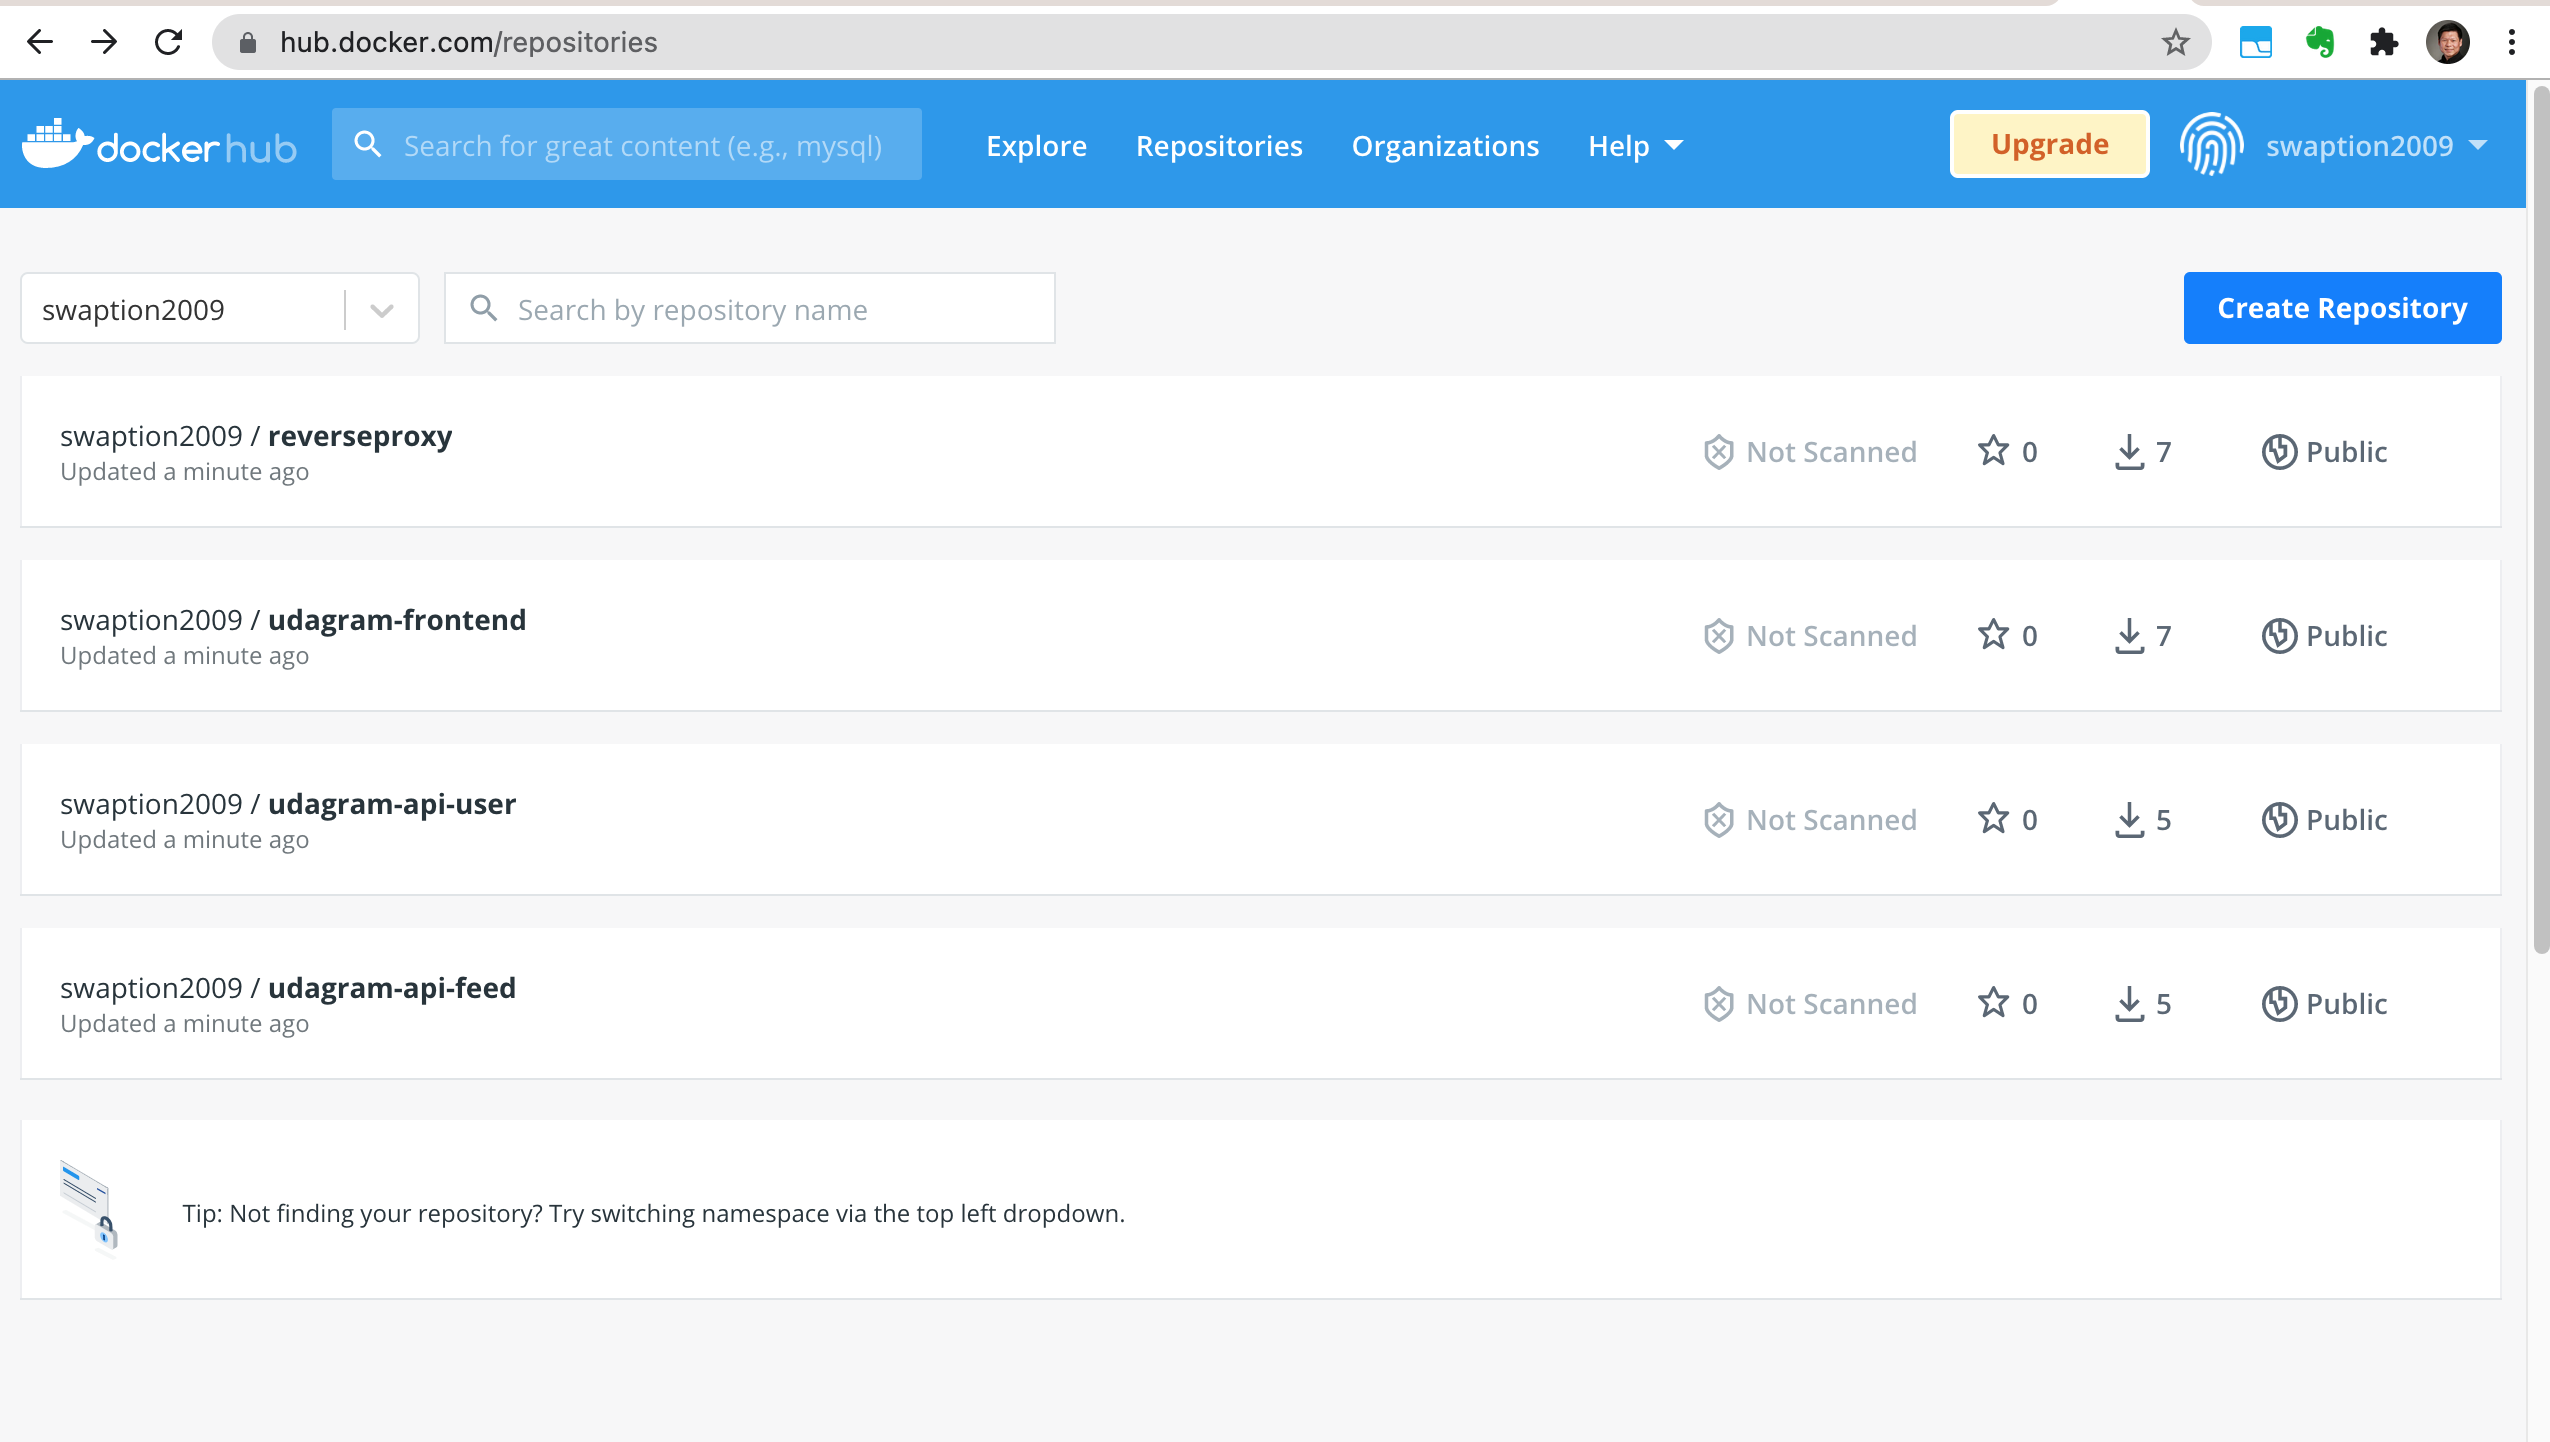 hub.docker.com/repositories
docker hub
Search for great content (e.g., mysql)
Explore
Repositories
Organizations
Help
Upgrade
swaption2009
swaption2009
Search by repository name
Create Repository
swaption2009 / reverseproxy
Updated a minute ago
Not Scanned
0
7
Public
swaption2009 / udagram-frontend
Updated a minute ago
Not Scanned
0
7
Public
swaption2009 / udagram-api-user
Updated a minute ago
Not Scanned
0
5
Public
swaption2009 / udagram-api-feed
Updated a minute ago
Not Scanned
0
5
Public
Tip: Not finding your repository? Try switching namespace via the top left dropdown.